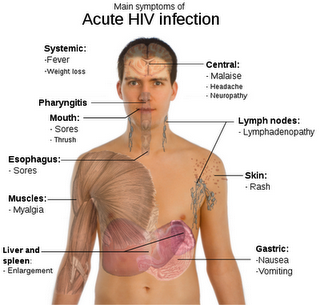 Main symptoms of
Acute HIV infection
Systemic:
-Fever
-Weight loss
Pharyngitis
Mouth:
- Sores
- Thrush
Esophagus:
- Sores
Muscles:
- Myalgia
Liver and
spleen:
- Enlargement
Central:
- Malaise
- Headache
- Neuropathy
Lymph nodes:
- Lymphadenopathy
Skin:
- Rash
Gastric:
-Nausea
-Vomiting